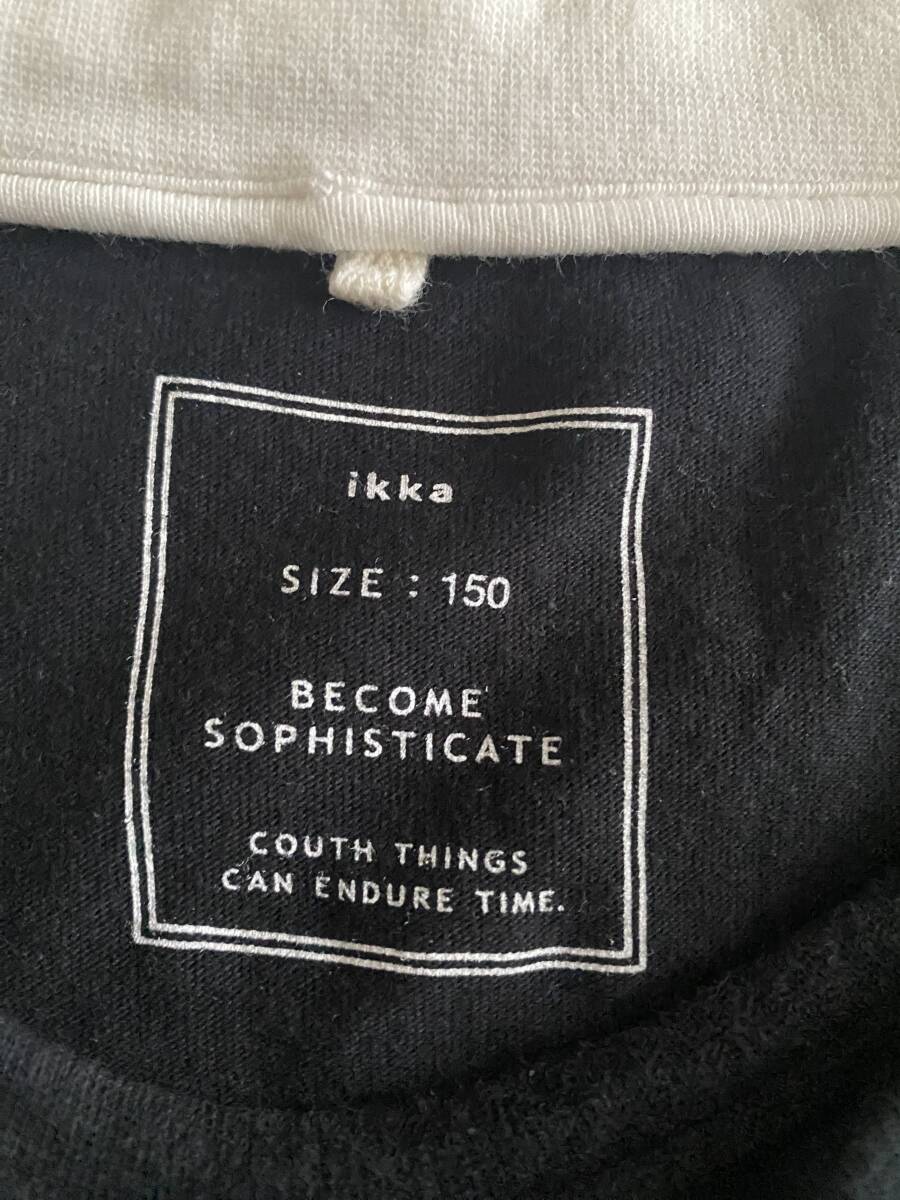 ikka
SIZE : 150
BECOME
SOPHISTICATE
COUTH THINGS
CAN ENDURE TIME.